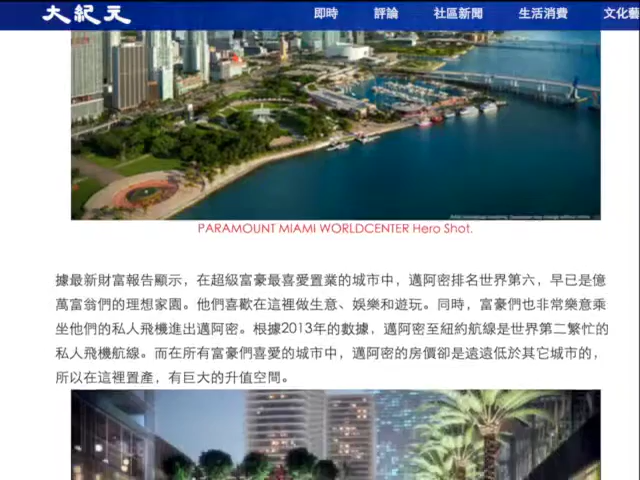 大紀元
即時 評論 社區新聞 生活消費 文化藝
PARAMOUNT MIAMI WORLDCENTER Hero Shot.
據最新財富報告顯示，在超級富豪最喜愛置業的城市中，邁阿密排名世界第六，早已是億
萬富翁們的理想家園。他們喜歡在這裡做生意、娛樂和遊玩。同時，富豪們也非常樂意乘
坐他們的私人飛機進出邁阿密。根據2013年的數據，邁阿密至紐約航線是世界第二繁忙的
私人飛機航線。而在所有富豪們喜愛的城市中，邁阿密的房價卻是遠遠低於其它城市的，
所以在這裡置產，有巨大的升值空間。